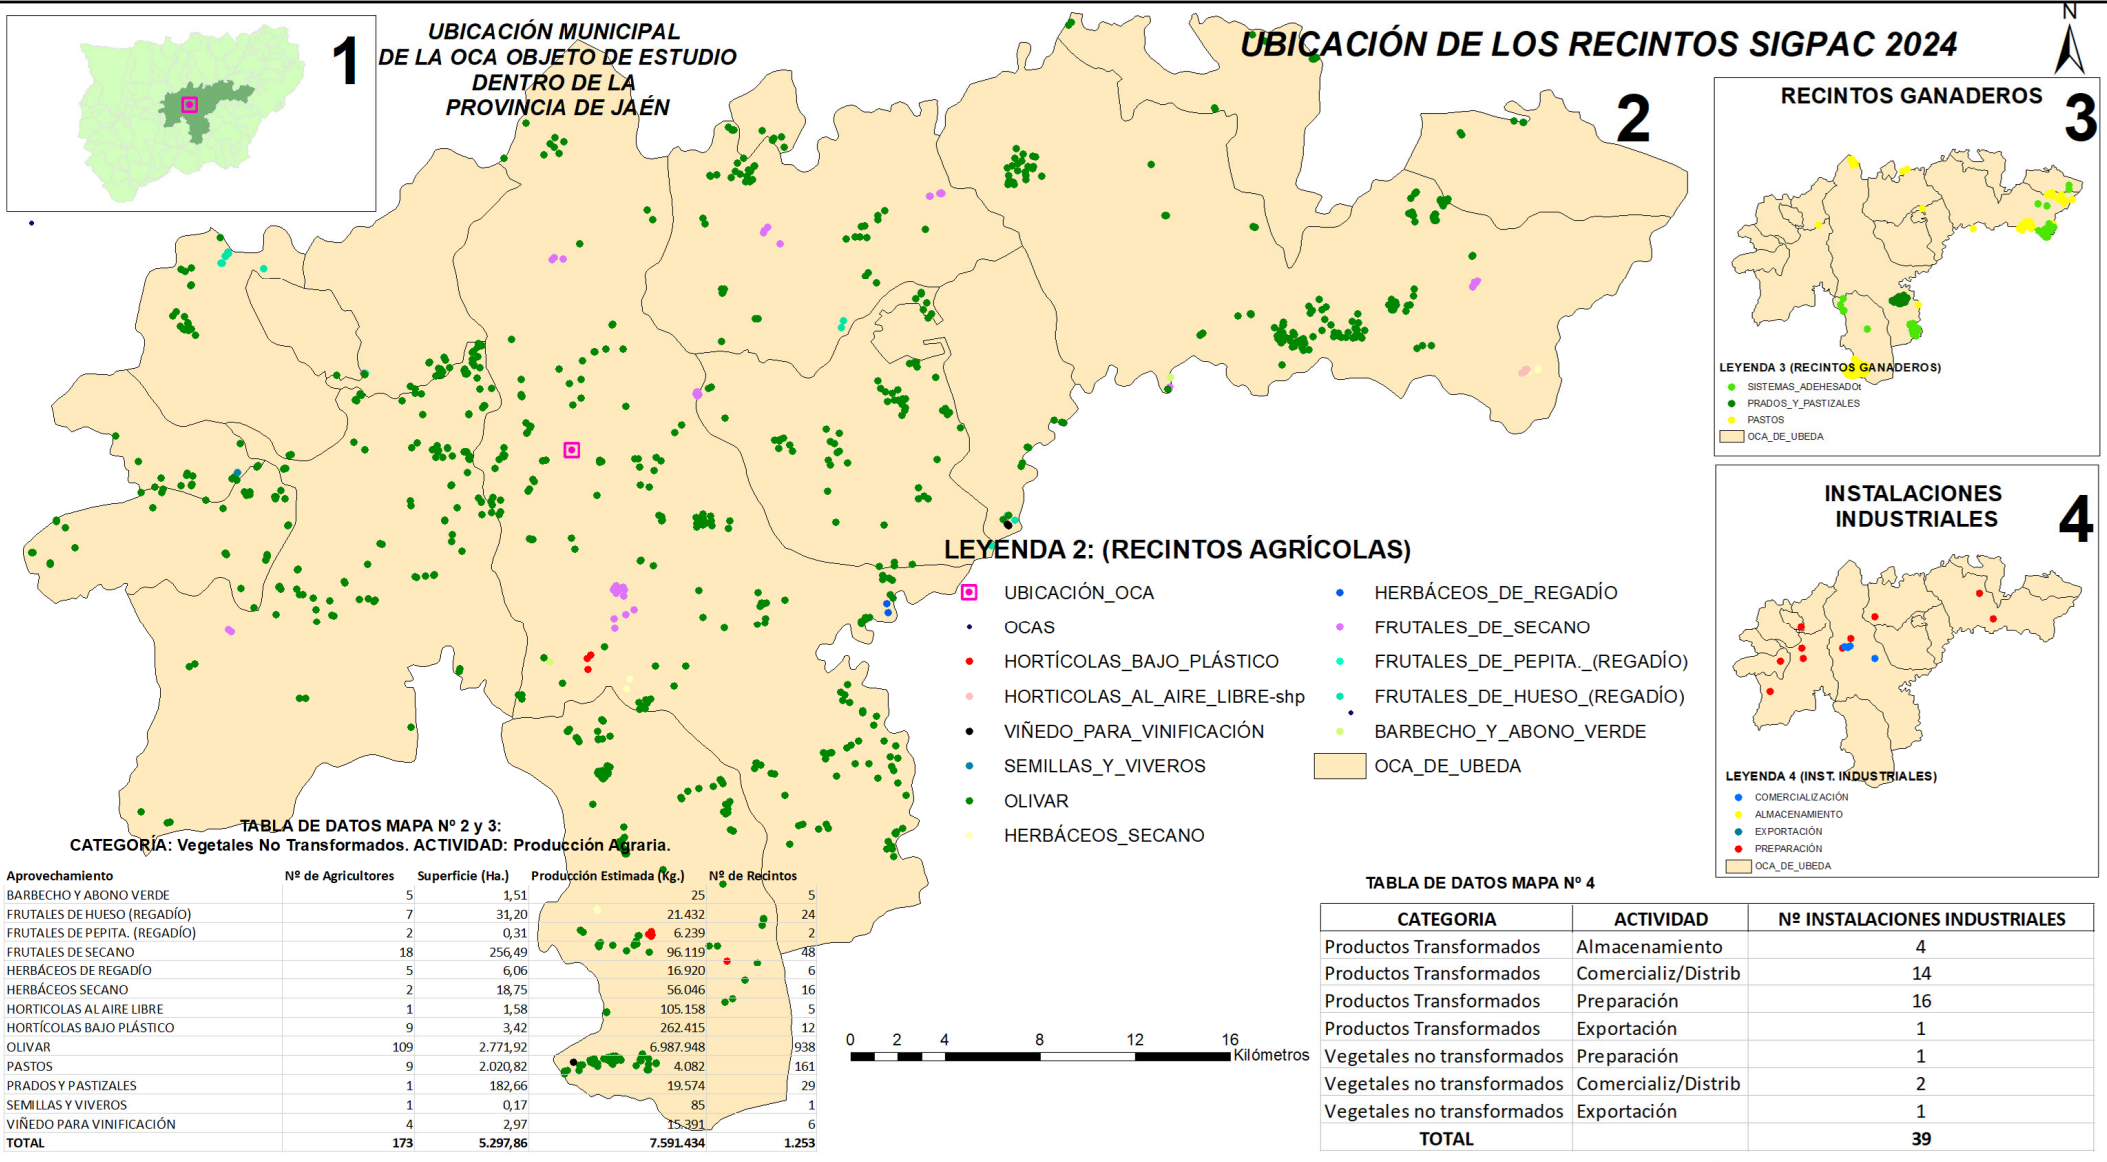 1
UBICACIÓN MUNICIPAL
DE LA OCA OBJETO DE ESTUDIO
DENTRO DE LA
PROVINCIA DE JAÉN
UBICACIÓN DE LOS RECINTOS SIGPAC 2024
N
2
RECINTOS GANADEROS
3
LEYENDA 3 (RECINTOS GANADEROS)
SISTEMAS_ADEHESADOt
PRADOS_Y_PASTIZALES
PASTOS
OCA_DE_UBEDA
INSTALACIONES
INDUSTRIALES
4
LEYENDA 4 (INST. INDUSTRIALES)
COMERCIALIZACIÓN
ALMACENAMIENTO
EXPORTACIÓN
PREPARACIÓN
OCA_DE_UBEDA
LEYENDA 2: (RECINTOS AGRÍCOLAS)
UBICACIÓN_OCA
OCAS
HORTÍCOLAS_BAJO_PLÁSTICO
HORTICOLAS_AL_AIRE_LIBRE-shp
VIÑEDO_PARA_VINIFICACIÓN
SEMILLAS_Y_VIVEROS
OLIVAR
HERBÁCEOS_SECANO
HERBÁCEOS_DE_REGADÍO
FRUTALES_DE_SECANO
FRUTALES_DE_PEPITA._(REGADÍO)
FRUTALES_DE_HUESO_(REGADÍO)
BARBECHO_Y_ABONO_VERDE
OCA_DE_UBEDA
TABLA DE DATOS MAPA Nº 2 y 3:
CATEGORÍA: Vegetales No Transformados. ACTIVIDAD: Producción Agraria.
Aprovechamiento Nº de Agricultores Superficie (Ha.) Producción Estimada (Kg.) Nº de Recintos
BARBECHO Y ABONO VERDE 5 1,51 25 5
FRUTALES DE HUESO (REGADÍO) 7 31,20 21.432 24
FRUTALES DE PEPITA. (REGADÍO) 2 0,31 6.239 2
FRUTALES DE SECANO 18 256,49 96.119 48
HERBÁCEOS DE REGADÍO 5 6,06 16.920 6
HERBÁCEOS SECANO 2 18,75 56.046 16
HORTICOLAS AL AIRE LIBRE 1 1,58 105.158 5
HORTÍCOLAS BAJO PLÁSTICO 9 3,42 262.415 12
OLIVAR 109 2.771,92 6.987.948 938
PASTOS 9 2.020,82 4.082 161
PRADOS Y PASTIZALES 1 182,66 19.574 29
SEMILLAS Y VIVEROS 1 0,17 85 1
VIÑEDO PARA VINIFICACIÓN 4 2,97 15.391 6
TOTAL 173 5.297,86 7.591.434 1.253
0 2 4 8 12 16
Kilómetros
TABLA DE DATOS MAPA Nº 4
CATEGORIA ACTIVIDAD Nº INSTALACIONES INDUSTRIALES
Productos Transformados Almacenamiento 4
Productos Transformados Comercializ/Distrib 14
Productos Transformados Preparación 16
Productos Transformados Exportación 1
Vegetales no transformados Preparación 1
Vegetales no transformados Comercializ/Distrib 2
Vegetales no transformados Exportación 1
TOTAL 39